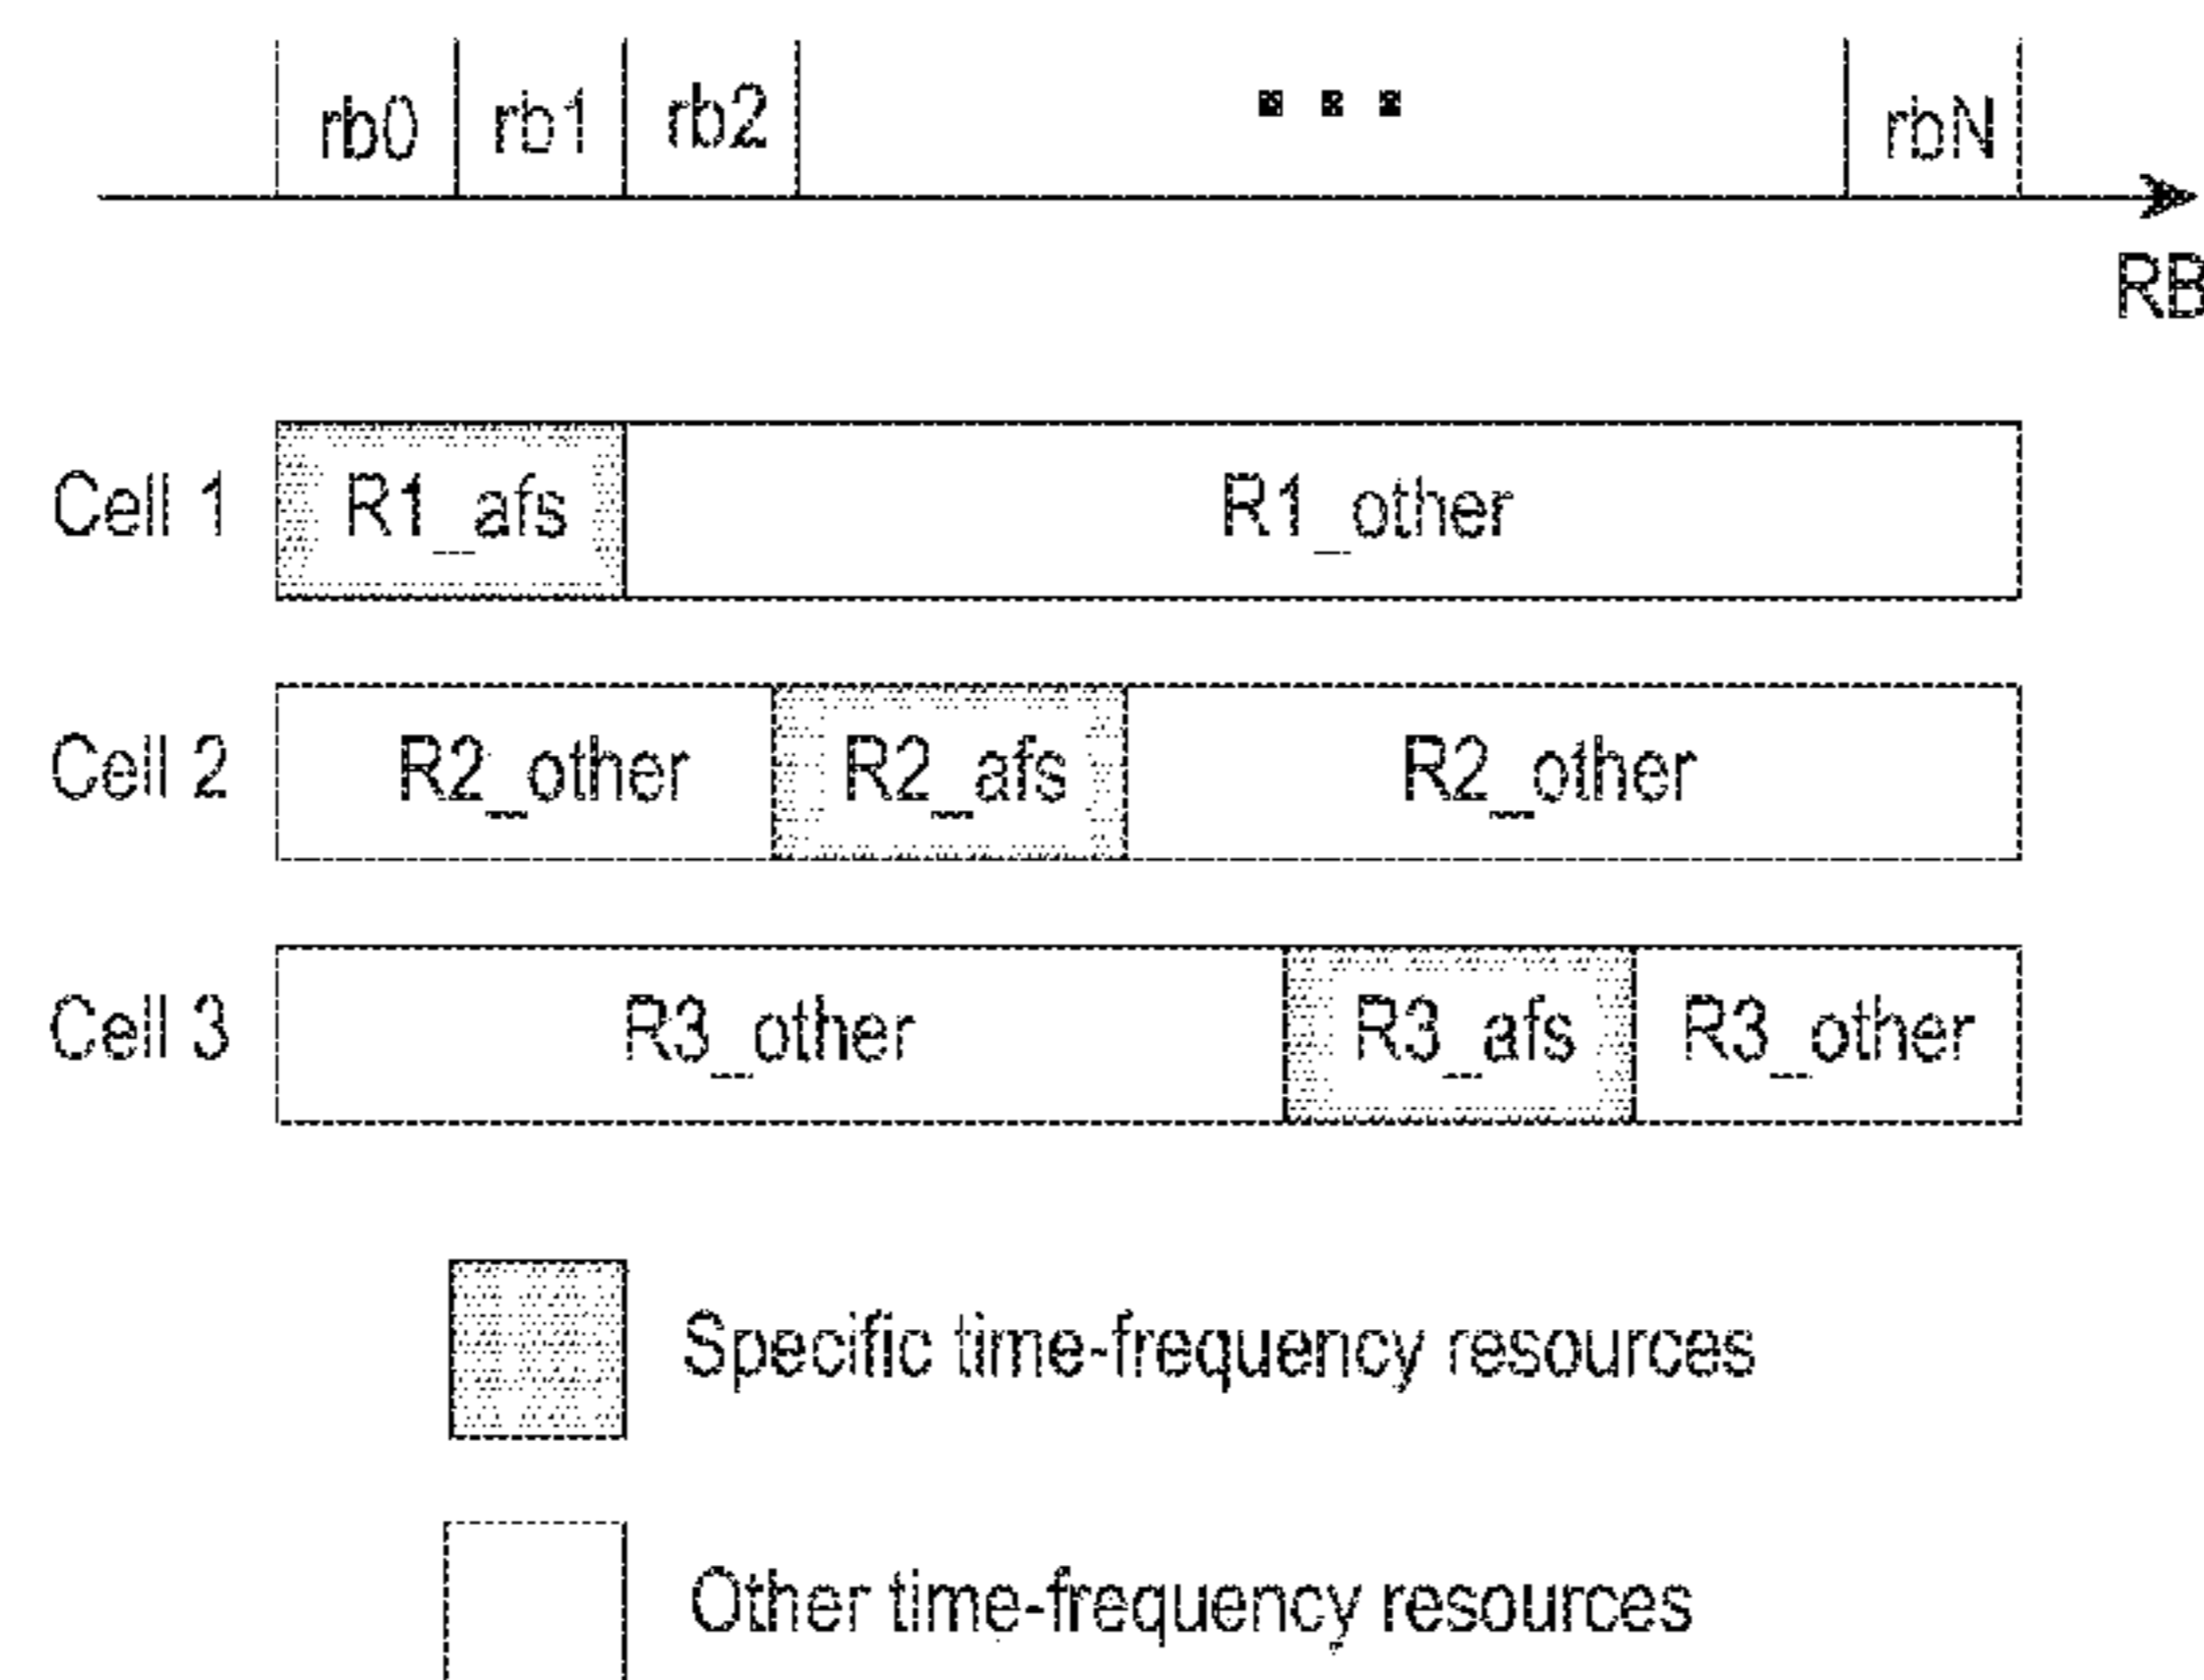 rb0 rb1 rb2 ... rbN
RB
Cell 1 R1_afs R1_other
Cell 2 R2_other R2_afs R2_other
Cell 3 R3_other R3_afs R3_other
Specific time-frequency resources
Other time-frequency resources